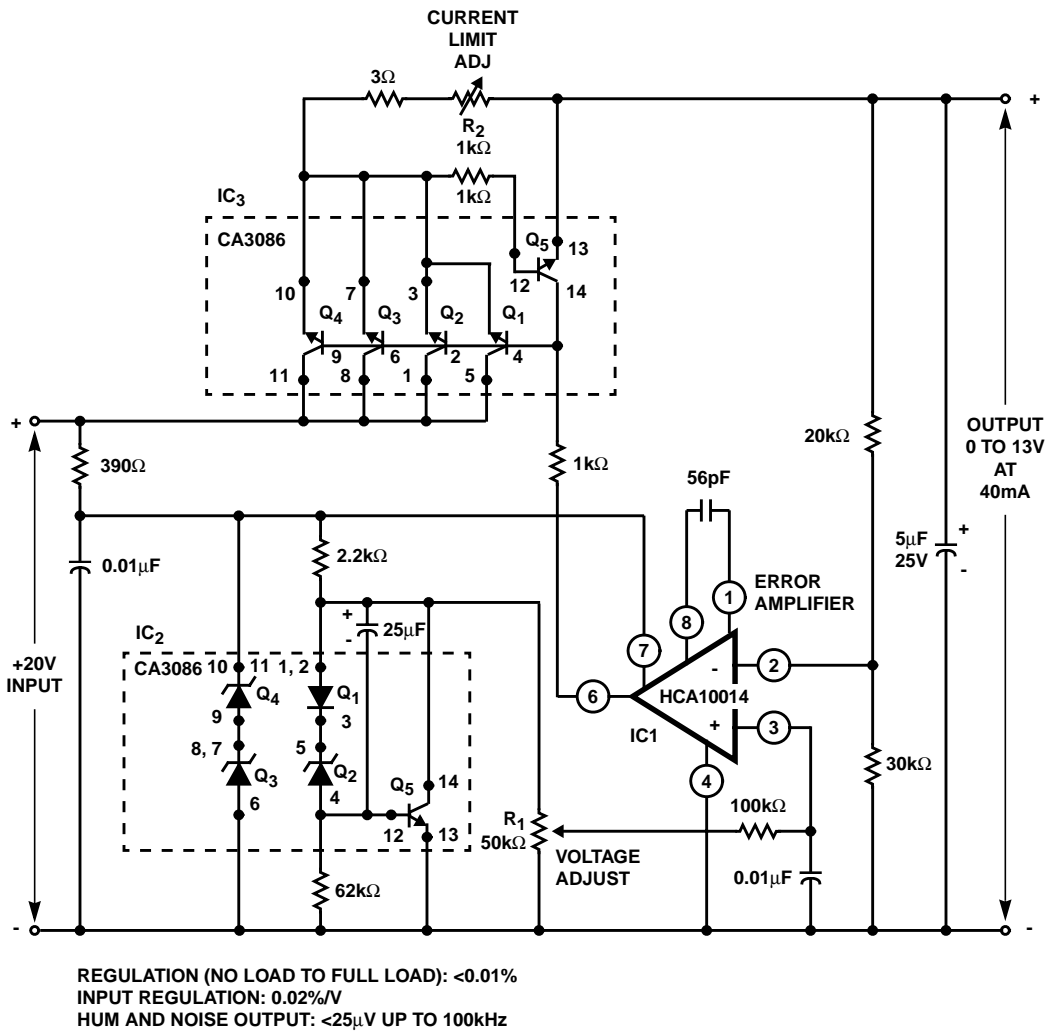 CURRENT
LIMIT
ADJ
3Ω
R2
1kΩ
1kΩ
IC3
CA3086
Q5
13
12
14
10
7
3
Q4
Q3
Q2
Q1
9
6
2
4
11
8
1
5
+
+
390Ω
1kΩ
20kΩ
OUTPUT
0 TO 13V
AT
40mA
56pF
0.01µF
2.2kΩ
5µF
25V
+
-
ERROR
AMPLIFIER
1
8
7
+
-
25µF
IC2
CA3086
+20V
INPUT
10
11
1, 2
Q4
Q1
9
3
8, 7
5
Q3
Q2
6
4
Q5
14
12
13
6
-
HCA10014
+
IC1
2
3
4
30kΩ
R1
50kΩ
100kΩ
VOLTAGE
ADJUST
0.01µF
62kΩ
-
-
REGULATION (NO LOAD TO FULL LOAD): <0.01%
INPUT REGULATION: 0.02%/V
HUM AND NOISE OUTPUT: <25µV UP TO 100kHz